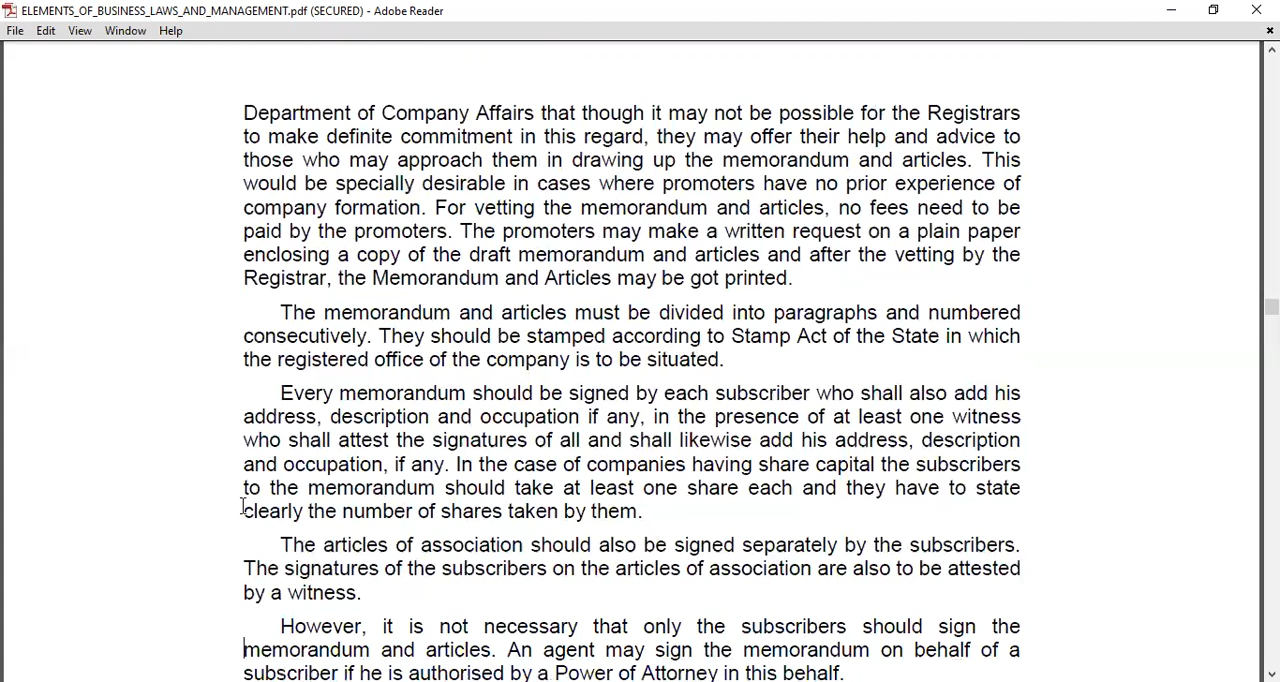 ELEMENTS_OF_BUSINESS_LAWS_AND_MANAGEMENT.pdf (SECURED) - Adobe Reader
File Edit View Window Help
Department of Company Affairs that though it may not be possible for the Registrars
to make definite commitment in this regard, they may offer their help and advice to
those who may approach them in drawing up the memorandum and articles. This
would be specially desirable in cases where promoters have no prior experience of
company formation. For vetting the memorandum and articles, no fees need to be
paid by the promoters. The promoters may make a written request on a plain paper
enclosing a copy of the draft memorandum and articles and after the vetting by the
Registrar, the Memorandum and Articles may be got printed.
The memorandum and articles must be divided into paragraphs and numbered
consecutively. They should be stamped according to Stamp Act of the State in which
the registered office of the company is to be situated.
Every memorandum should be signed by each subscriber who shall also add his
address, description and occupation if any, in the presence of at least one witness
who shall attest the signatures of all and shall likewise add his address, description
and occupation, if any. In the case of companies having share capital the subscribers
to the memorandum should take at least one share each and they have to state
clearly the number of shares taken by them.
The articles of association should also be signed separately by the subscribers.
The signatures of the subscribers on the articles of association are also to be attested
by a witness.
However, it is not necessary that only the subscribers should sign the
memorandum and articles. An agent may sign the memorandum on behalf of a
subscriber if he is authorised by a Power of Attorney in this behalf.